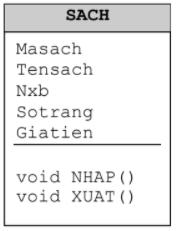 SACH
Masach
Tensach
Nxb
Sotrang
Giatien
void NHAP()
void XUAT()